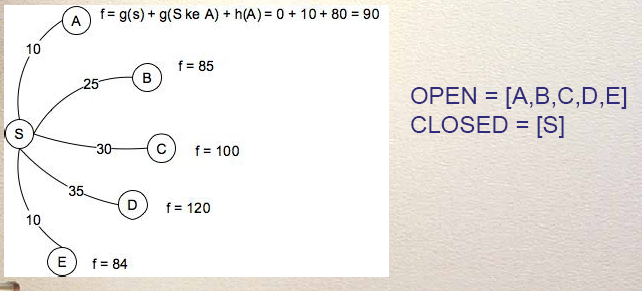 A f = g(s) + g(S ke A) + h(A) = 0 + 10 + 80 = 90
10
B f = 85
25
OPEN = [A,B,C,D,E]
CLOSED = [S]
S
30 C f = 100
35
D f = 120
10
E f = 84